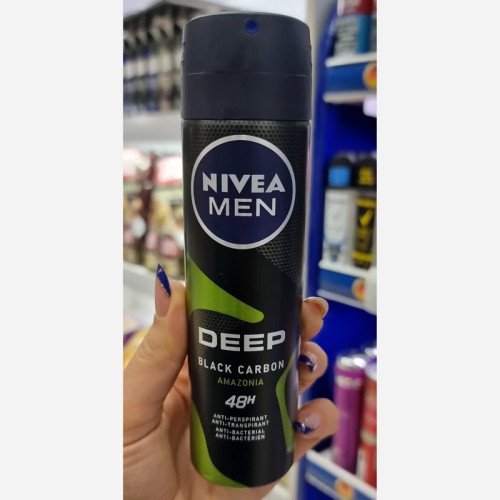 NIVEA
MEN
DEEP
BLACK CARBON
AMAZONIA
48H
ANTI-PERSPIRANT
ANTI-TRANSPIRANT
ANTI-BACTERIAL
ANTI-BACTÉRIEN